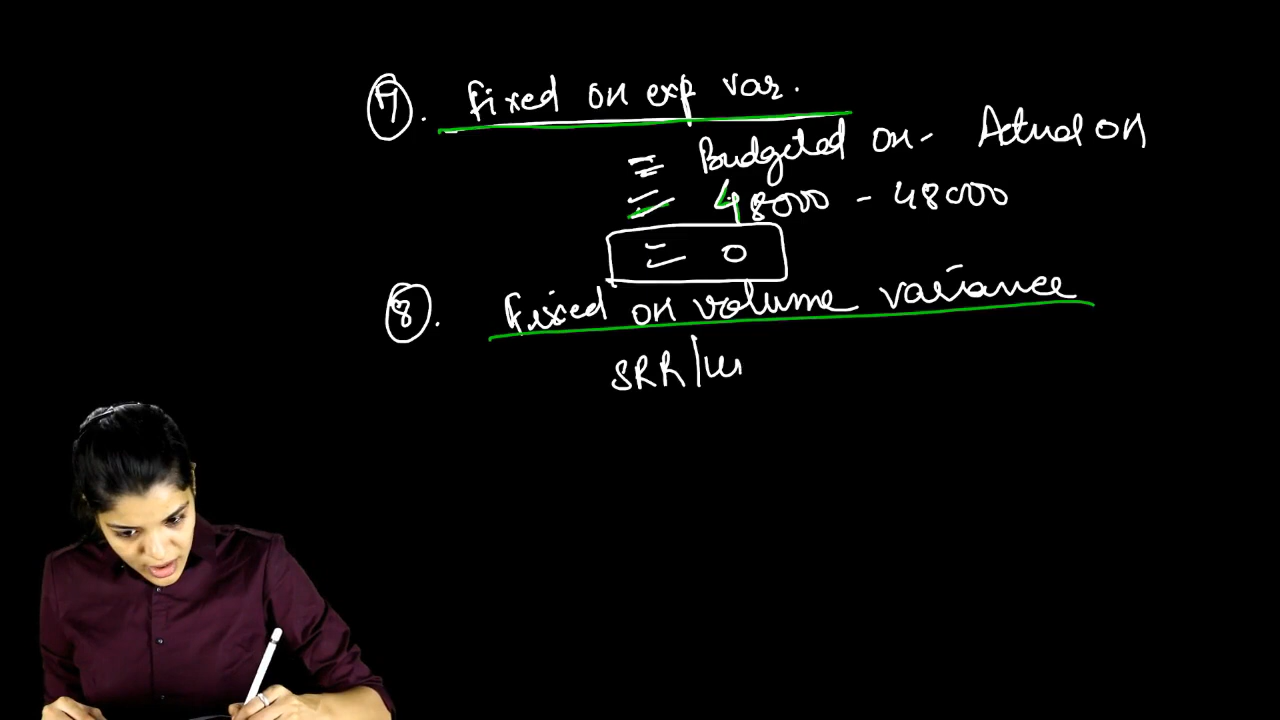 7. Fixed OH exp var.
= Budgeted OH - Actual OH
= 48000 - 48000
= 0
8. Fixed OH volume variance
SRR/u